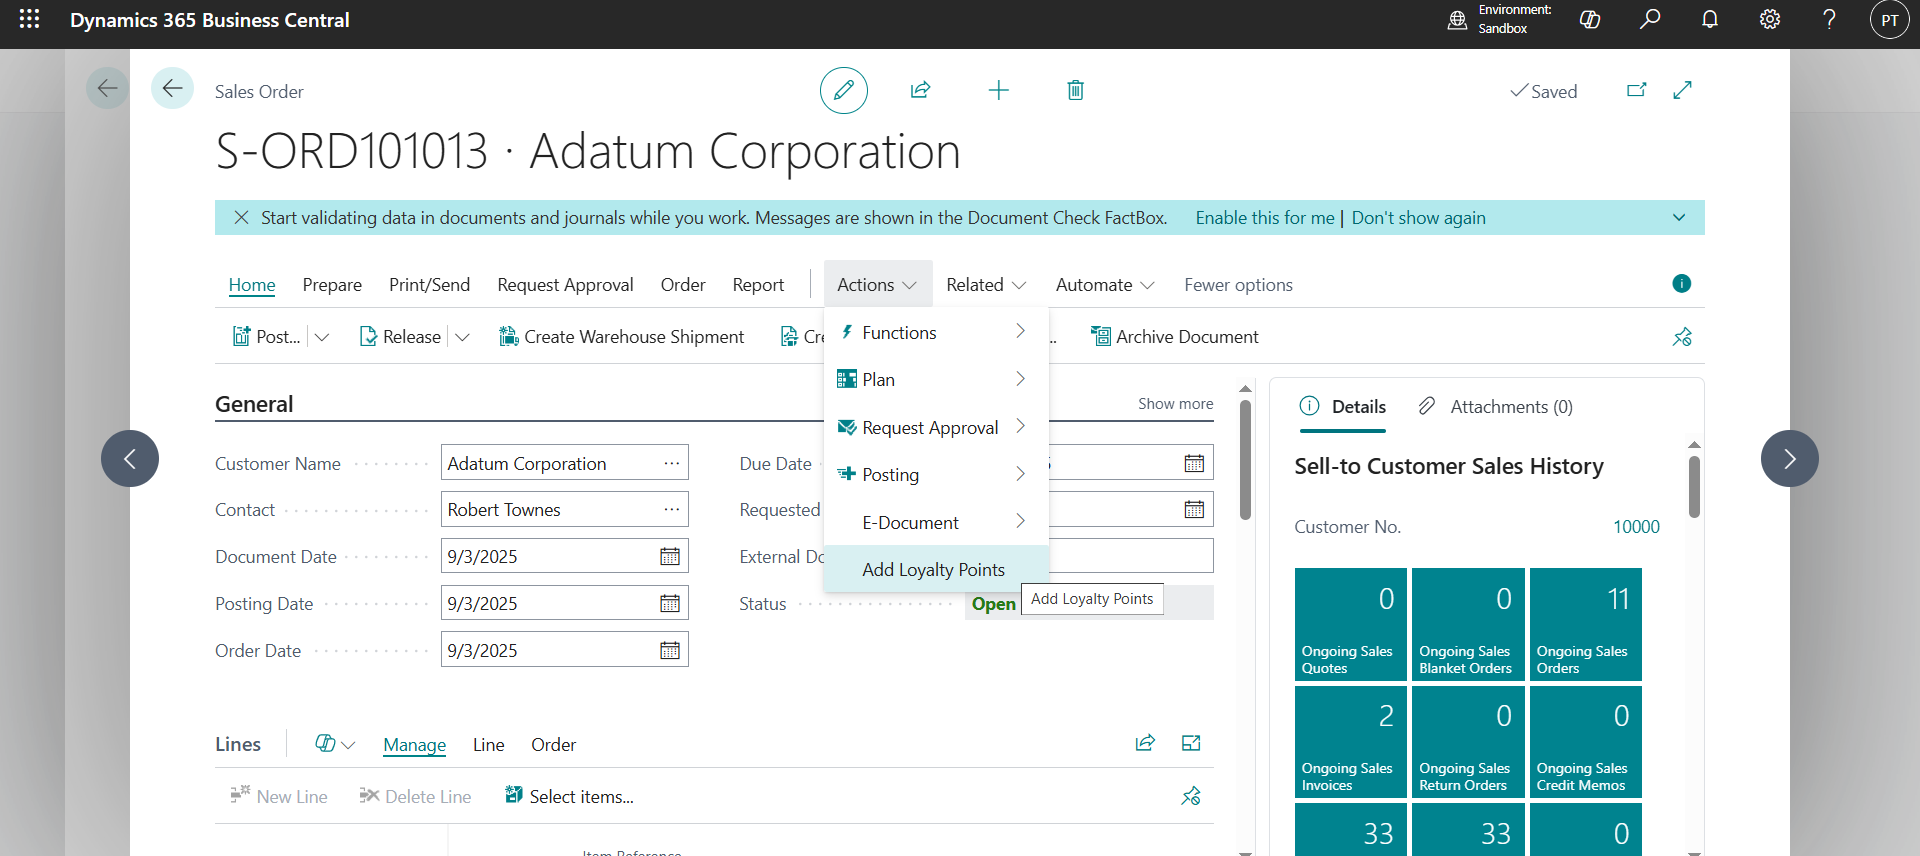 Dynamics 365 Business Central
Environment:
Sandbox
PT
Sales Order
Saved
S-ORD101013 · Adatum Corporation
Start validating data in documents and journals while you work. Messages are shown in the Document Check FactBox. Enable this for me | Don't show again
Home Prepare Print/Send Request Approval Order Report Actions Related Automate Fewer options
Post... Release Create Warehouse Shipment Cre ... Archive Document
Functions
Plan
Request Approval
Posting
E-Document
Add Loyalty Points
Add Loyalty Points
General
Show more
Customer Name Adatum Corporation
Contact Robert Townes
Document Date 9/3/2025
Posting Date 9/3/2025
Order Date 9/3/2025
Due Date
Requested
External Do
Status Open
Lines Manage Line Order
New Line Delete Line Select items...
Item Reference
Details Attachments (0)
Sell-to Customer Sales History
Customer No. 10000
0
Ongoing Sales
Quotes
0
Ongoing Sales
Blanket Orders
11
Ongoing Sales
Orders
2
Ongoing Sales
Invoices
0
Ongoing Sales
Return Orders
0
Ongoing Sales
Credit Memos
33
33
0